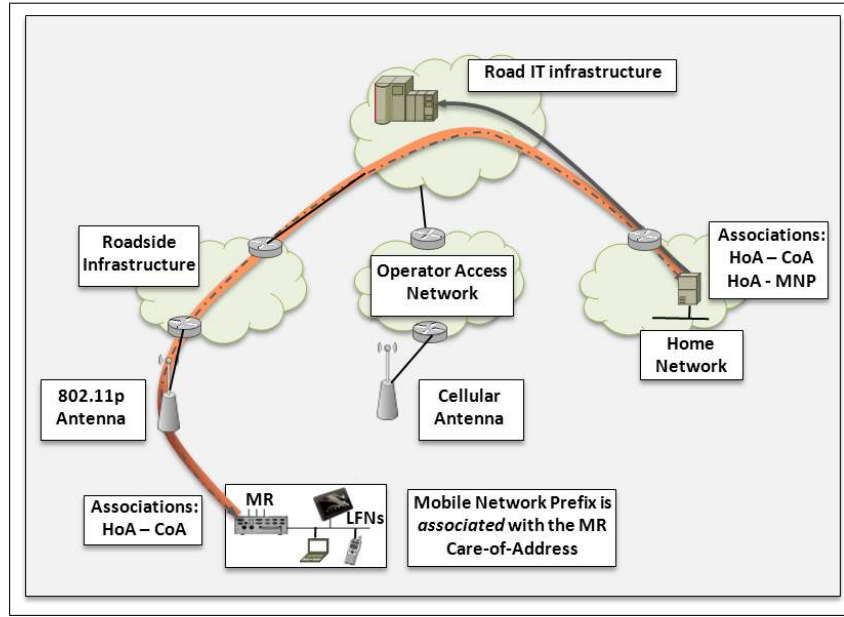 Road IT infrastructure
Roadside
Infrastructure
Operator Access
Network
Associations:
HoA – CoA
HoA - MNP
Home
Network
802.11p
Antenna
Cellular
Antenna
Associations:
HoA – CoA
MR
LFNs
Mobile Network Prefix is
associated with the MR
Care-of-Address